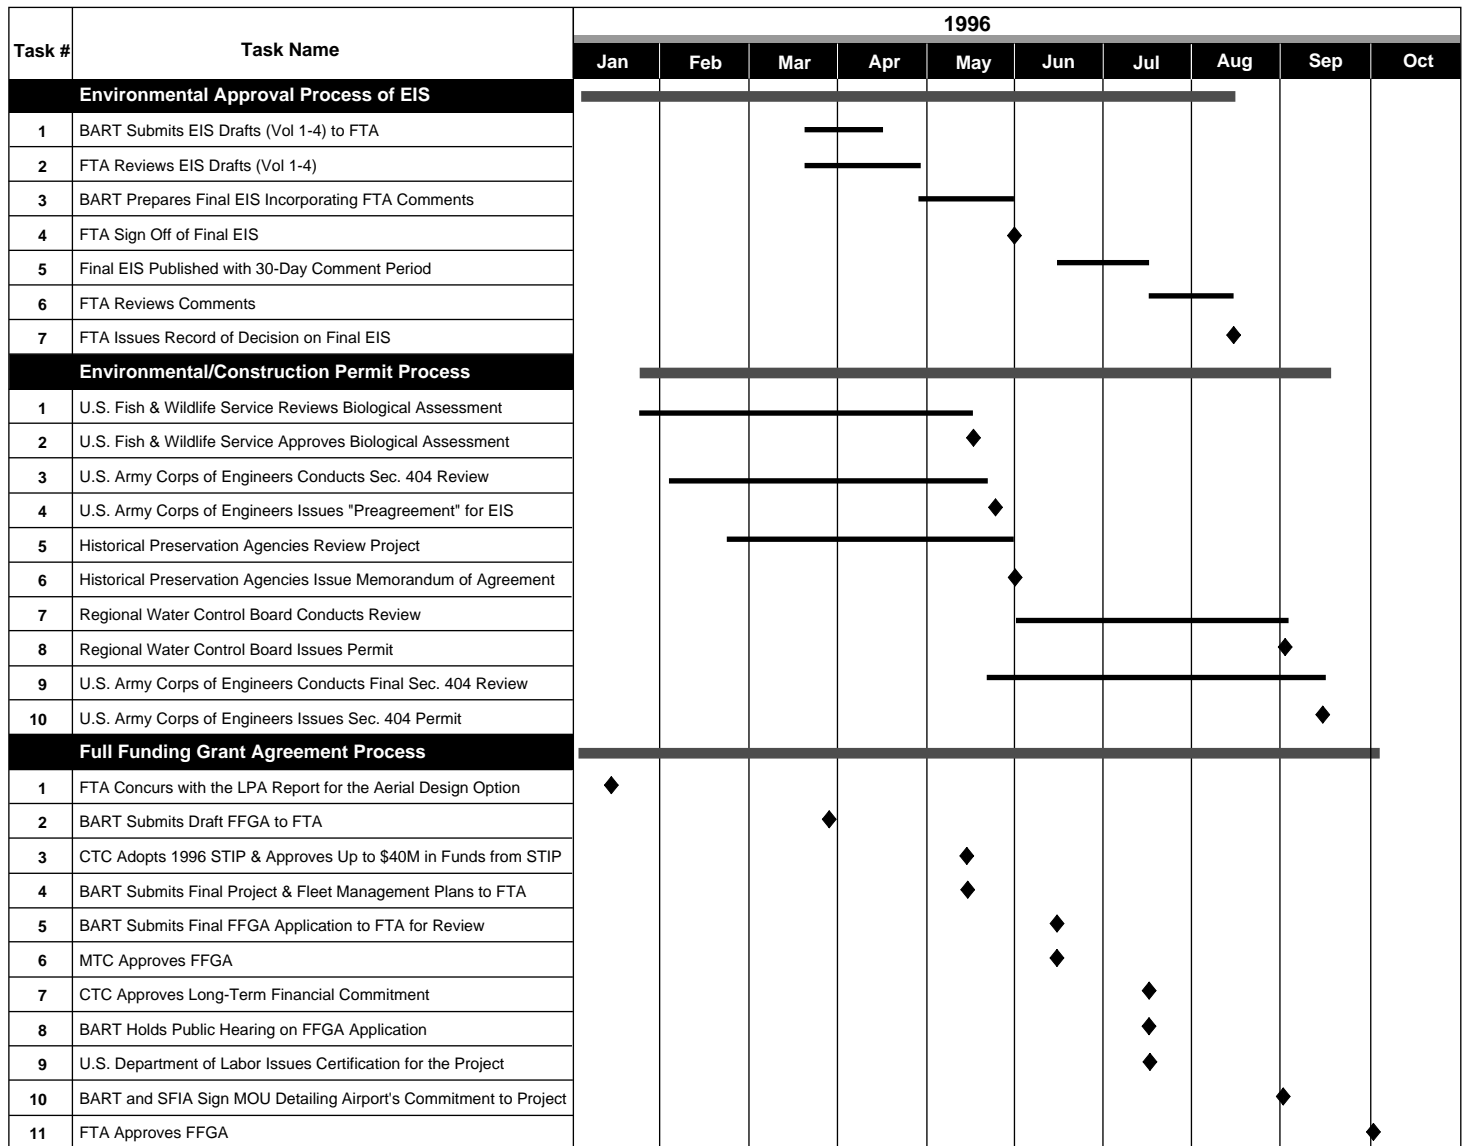 1996
Task # Task Name
Jan Feb Mar Apr May Jun Jul Aug Sep Oct
Environmental Approval Process of EIS
1 BART Submits EIS Drafts (Vol 1-4) to FTA
2 FTA Reviews EIS Drafts (Vol 1-4)
3 BART Prepares Final EIS Incorporating FTA Comments
4 FTA Sign Off of Final EIS
5 Final EIS Published with 30-Day Comment Period
6 FTA Reviews Comments
7 FTA Issues Record of Decision on Final EIS
Environmental/Construction Permit Process
1 U.S. Fish & Wildlife Service Reviews Biological Assessment
2 U.S. Fish & Wildlife Service Approves Biological Assessment
3 U.S. Army Corps of Engineers Conducts Sec. 404 Review
4 U.S. Army Corps of Engineers Issues "Preagreement" for EIS
5 Historical Preservation Agencies Review Project
6 Historical Preservation Agencies Issue Memorandum of Agreement
7 Regional Water Control Board Conducts Review
8 Regional Water Control Board Issues Permit
9 U.S. Army Corps of Engineers Conducts Final Sec. 404 Review
10 U.S. Army Corps of Engineers Issues Sec. 404 Permit
Full Funding Grant Agreement Process
1 FTA Concurs with the LPA Report for the Aerial Design Option
2 BART Submits Draft FFGA to FTA
3 CTC Adopts 1996 STIP & Approves Up to $40M in Funds from STIP
4 BART Submits Final Project & Fleet Management Plans to FTA
5 BART Submits Final FFGA Application to FTA for Review
6 MTC Approves FFGA
7 CTC Approves Long-Term Financial Commitment
8 BART Holds Public Hearing on FFGA Application
9 U.S. Department of Labor Issues Certification for the Project
10 BART and SFIA Sign MOU Detailing Airport's Commitment to Project
11 FTA Approves FFGA